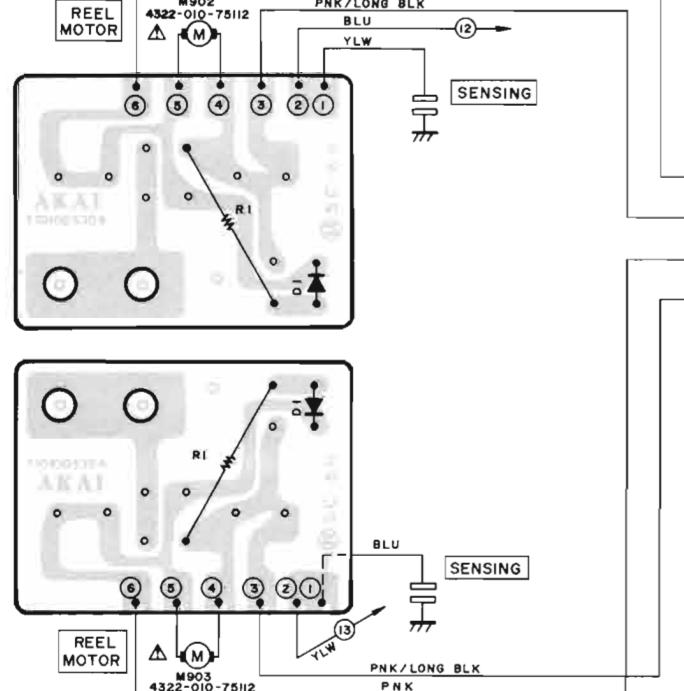 M902
4322-010-75112
REEL
MOTOR
M
PNK/LONG BLK
BLU
12
YLW
SENSING
6 5 4 3 2 1
AKAI
R1
D1
D1
R1
AKAI
BLU
SENSING
6 5 4 3 2 1
13
YLW
REEL
MOTOR
M
M903
4322-010-75112
PNK/LONG BLK
PNK